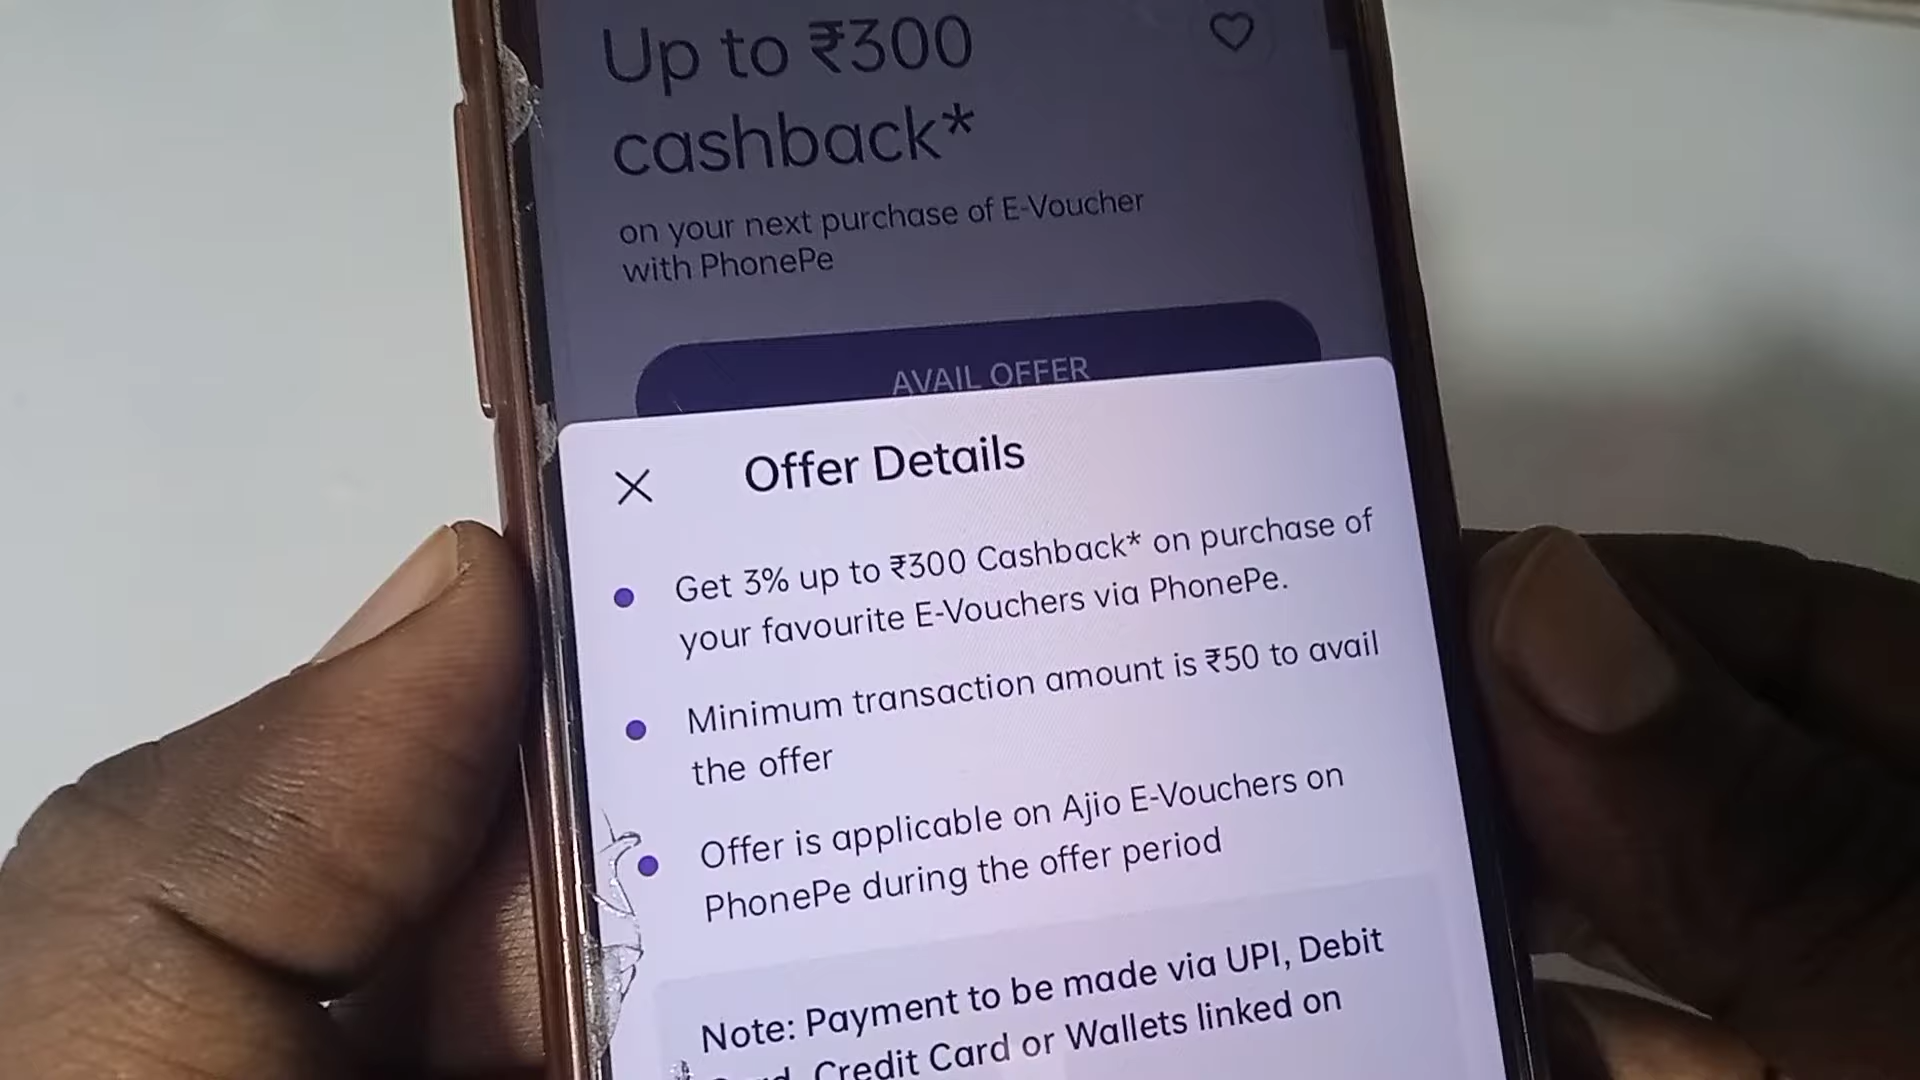 Up to ₹300
cashback*
on your next purchase of E-Voucher
with PhonePe
AVAIL OFFER
Offer Details
Get 3% up to ₹300 Cashback* on purchase of
your favourite E-Vouchers via PhonePe.
Minimum transaction amount is ₹50 to avail
the offer
Offer is applicable on Ajio E-Vouchers on
PhonePe during the offer period
Note: Payment to be made via UPI, Debit
Credit Card or Wallets linked on